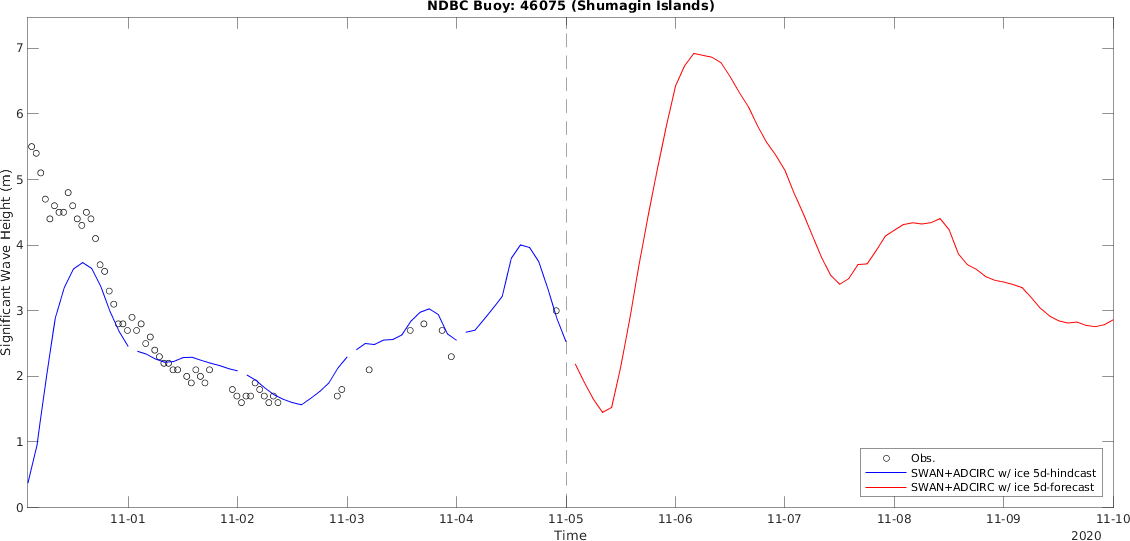 NDBC Buoy: 46075 (Shumagin Islands)
Significant Wave Height (m)
7
6
5
4
3
2
1
0
Obs.
SWAN+ADCIRC w/ ice 5d-hindcast
SWAN+ADCIRC w/ ice 5d-forecast
11-01 11-02 11-03 11-04 11-05 11-06 11-07 11-08 11-09 11-10
Time
2020